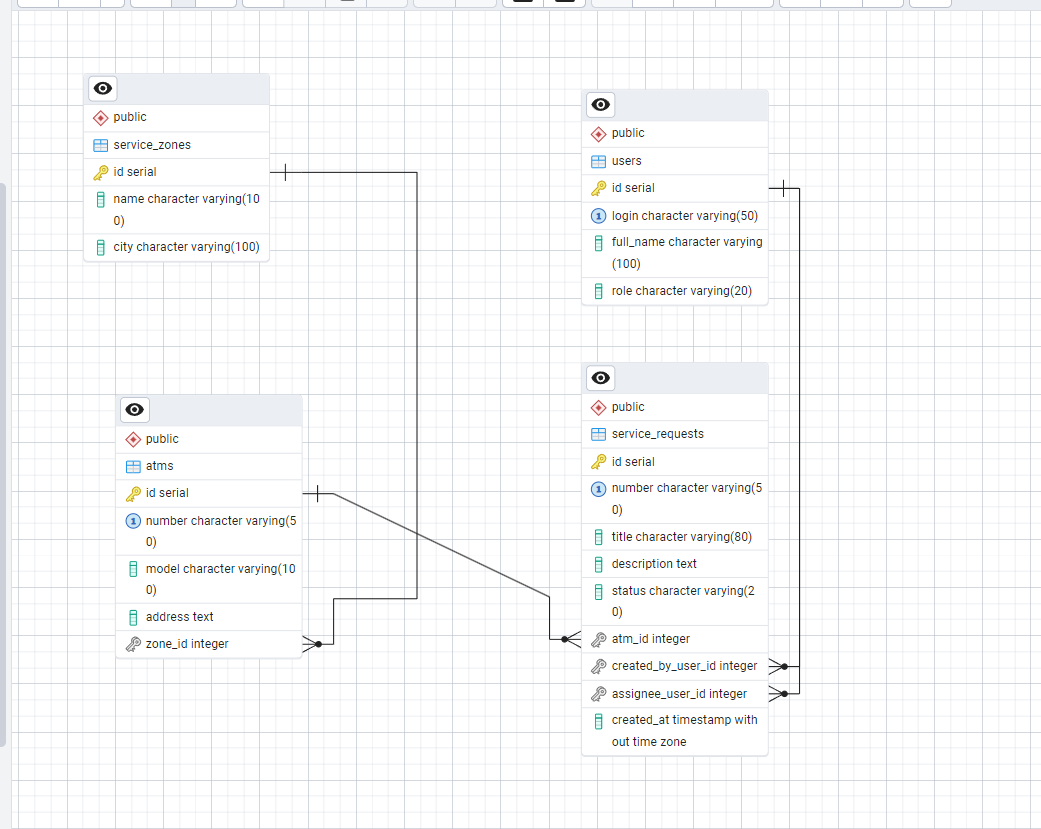 public
service_zones
id serial
name character varying(10
0)
city character varying(100)
public
users
id serial
1 login character varying(50)
full_name character varying
(100)
role character varying(20)
public
atms
id serial
1 number character varying(5
0)
model character varying(10
0)
address text
zone_id integer
public
service_requests
id serial
1 number character varying(5
0)
title character varying(80)
description text
status character varying(2
0)
atm_id integer
created_by_user_id integer
assignee_user_id integer
created_at timestamp with
out time zone